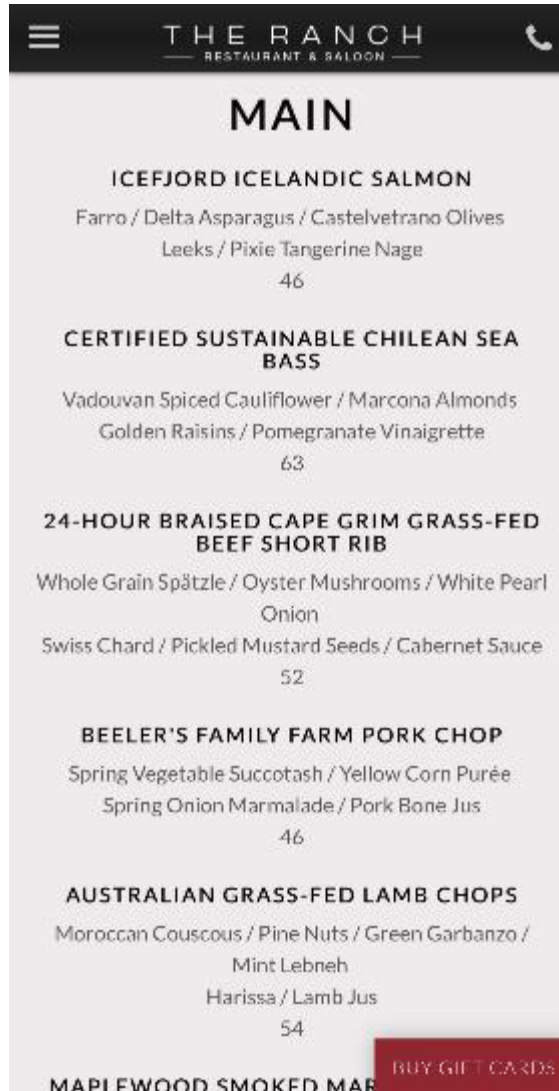 THE RANCH
RESTAURANT & SALOON
MAIN
ICEFJORD ICELANDIC SALMON
Farro / Delta Asparagus / Castelvetrano Olives
Leeks / Pixie Tangerine Nage
46
CERTIFIED SUSTAINABLE CHILEAN SEA
BASS
Vadouvan Spiced Cauliflower / Marcona Almonds
Golden Raisins / Pomegranate Vinaigrette
63
24-HOUR BRAISED CAPE GRIM GRASS-FED
BEEF SHORT RIB
Whole Grain Spätzle / Oyster Mushrooms / White Pearl
Onion
Swiss Chard / Pickled Mustard Seeds / Cabernet Sauce
52
BEELER'S FAMILY FARM PORK CHOP
Spring Vegetable Succotash / Yellow Corn Purée
Spring Onion Marmalade / Pork Bone Jus
46
AUSTRALIAN GRASS-FED LAMB CHOPS
Moroccan Couscous / Pine Nuts / Green Garbanzo /
Mint Lebneh
Harissa / Lamb Jus
54
BUY GIFT CARDS
MAPLEWOOD SMOKED